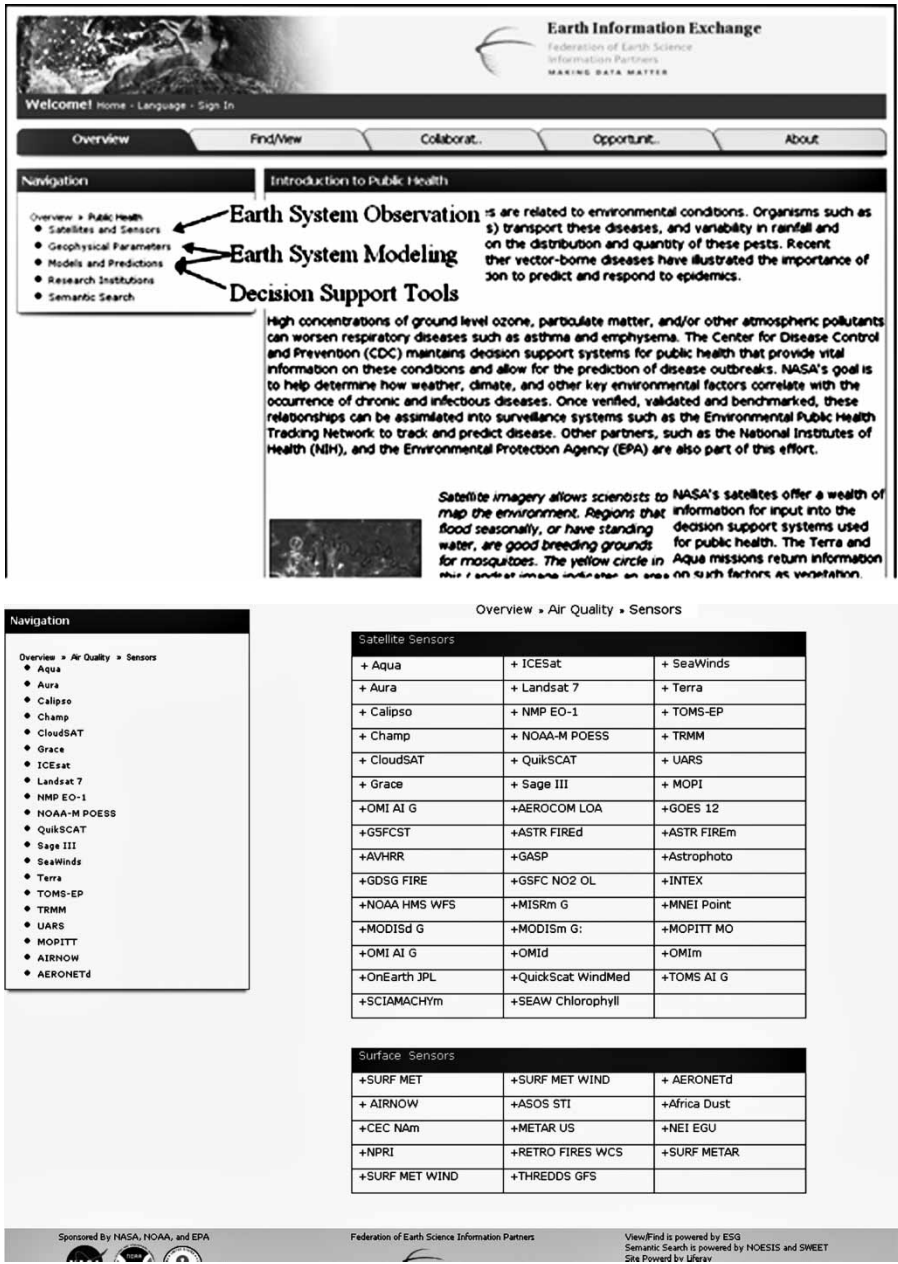 Earth Information Exchange
Federation of Earth Science
Information Partners
MAKING DATA MATTER
Welcome! Home - Language - Sign In
Overview
Find/View
Collaborat..
Opportunit..
About
Navigation
Overview » Public Health
Satellites and Sensors
Geophysical Parameters
Models and Predictions
Research Institutions
Semantic Search
Earth System Observation
Earth System Modeling
Decision Support Tools
Introduction to Public Health
s are related to environmental conditions. Organisms such as
s) transport these diseases, and variability in rainfall and
on the distribution and quantity of these pests. Recent
ther vector-borne diseases have illustrated the importance of
ion to predict and respond to epidemics.
High concentrations of ground level ozone, particulate matter, and/or other atmospheric pollutants
can worsen respiratory diseases such as asthma and emphysema. The Center for Disease Control
and Prevention (CDC) maintains decision support systems for public health that provide vital
information on these conditions and allow for the prediction of disease outbreaks. NASA's goal is
to help determine how weather, climate, and other key environmental factors correlate with the
occurrence of chronic and infectious diseases. Once verified, validated and benchmarked, these
relationships can be assimilated into surveillance systems such as the Environmental Public Health
Tracking Network to track and predict disease. Other partners, such as the National Institutes of
Health (NIH), and the Environmental Protection Agency (EPA) are also part of this effort.
Satellite imagery allows scientists to
map the environment. Regions that
flood seasonally, or have standing
water, are good breeding grounds
for mosquitoes. The yellow circle in
this Landsat image indicates an area
NASA's satellites offer a wealth of
information for input into the
decision support systems used
for public health. The Terra and
Aqua missions return information
on such factors as vegetation,
Navigation
Overview » Air Quality » Sensors
Aqua
Aura
Calipso
Champ
CloudSAT
Grace
ICEsat
Landsat 7
NMP EO-1
NOAA-M POESS
QuikSCAT
Sage III
SeaWinds
Terra
TOMS-EP
TRMM
UARS
MOPITT
AIRNOW
AERONETd
Overview » Air Quality » Sensors
Satellite Sensors
+ Aqua + ICESat + SeaWinds
+ Aura + Landsat 7 + Terra
+ Calipso + NMP EO-1 + TOMS-EP
+ Champ + NOAA-M POESS + TRMM
+ CloudSAT + QuikSCAT + UARS
+ Grace + Sage III + MOPI
+OMI AI G +AEROCOM LOA +GOES 12
+G5FCST +ASTR FIREd +ASTR FIREm
+AVHRR +GASP +Astrophoto
+GDSG FIRE +GSFC NO2 OL +INTEX
+NOAA HMS WFS +MISRm G +MNEI Point
+MODISd G +MODISm G: +MOPITT MO
+OMI AI G +OMId +OMIm
+OnEarth JPL +QuickScat WindMed +TOMS AI G
+SCIAMACHYm +SEAW Chlorophyll
Surface Sensors
+SURF MET +SURF MET WIND + AERONETd
+ AIRNOW +ASOS STI +Africa Dust
+CEC NAm +METAR US +NEI EGU
+NPRI +RETRO FIRES WCS +SURF METAR
+SURF MET WIND +THREDDS GFS
Sponsored By NASA, NOAA, and EPA
Federation of Earth Science Information Partners
View/Find is powered by ESG
Semantic Search is powered by NOESIS and SWEET
Site Powerd by Liferay